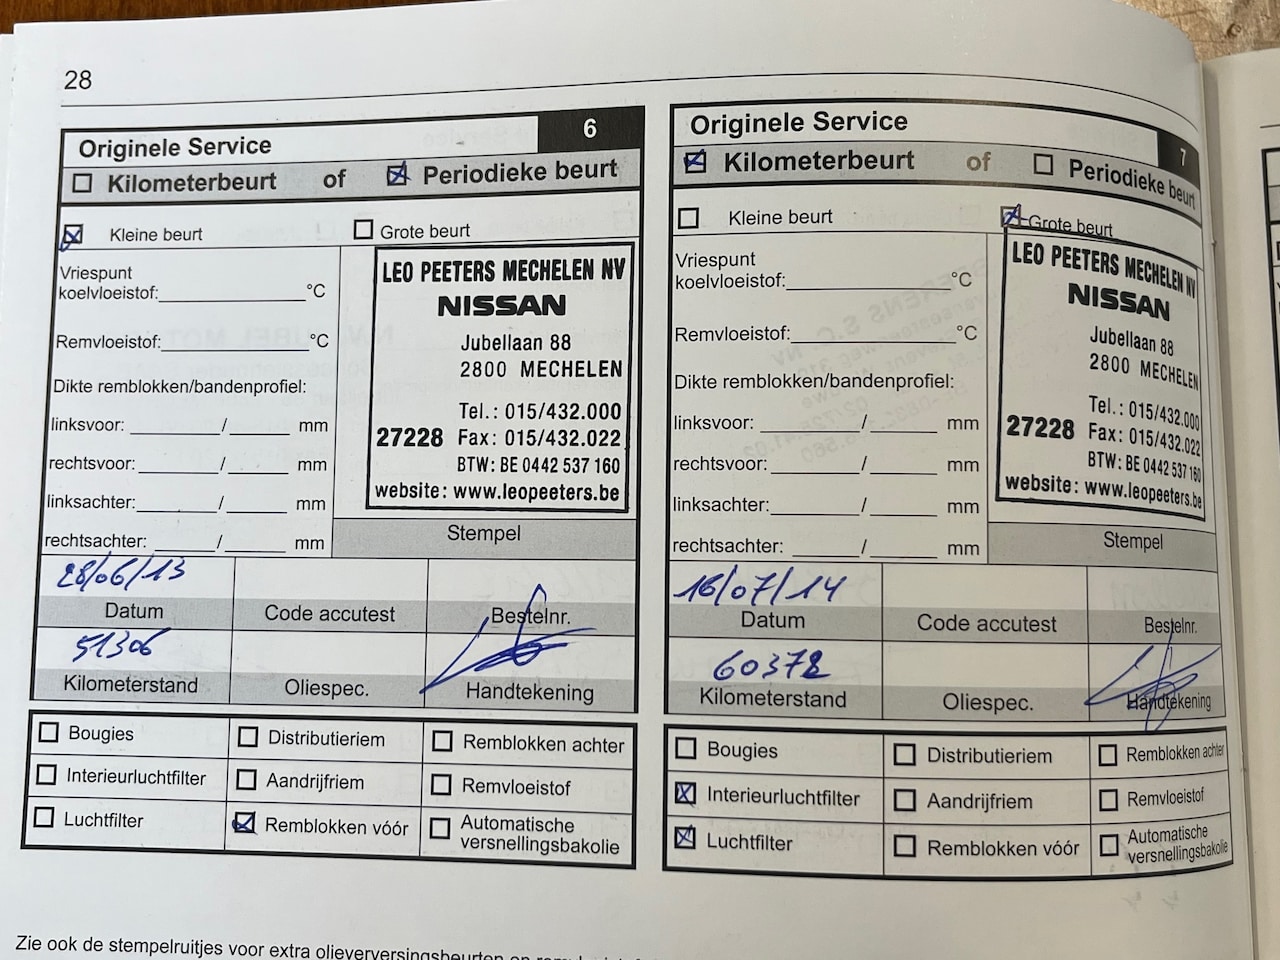 28
Originele Service 6
Kilometerbeurt of Periodieke beurt
Kleine beurt Grote beurt
Vriespunt
koelvloeistof: °C
Remvloeistof: °C
Dikte remblokken/bandenprofiel:
linksvoor: / mm
rechtsvoor: / mm
linksachter: / mm
rechtsachter: / mm
LEO PEETERS MECHELEN NV
NISSAN
Jubellaan 88
2800 MECHELEN
Tel.: 015/432.000
27228 Fax: 015/432.022
BTW: BE 0442 537 160
website: www.leopeeters.be
Stempel
28/06/13
Datum Code accutest Bestelnr.
51306
Kilometerstand Oliespec. Handtekening
Bougies Distributieriem Remblokken achter
Interieurluchtfilter Aandrijfriem Remvloeistof
Luchtfilter Remblokken vóór Automatische
versnellingsbakolie
Originele Service 7
Kilometerbeurt of Periodieke beurt
Kleine beurt Grote beurt
Vriespunt
koelvloeistof: °C
Remvloeistof: °C
Dikte remblokken/bandenprofiel:
linksvoor: / mm
rechtsvoor: / mm
linksachter: / mm
rechtsachter: / mm
LEO PEETERS MECHELEN NV
NISSAN
Jubellaan 88
2800 MECHELEN
Tel.: 015/432.000
27228 Fax: 015/432.022
BTW: BE 0442 537 160
website: www.leopeeters.be
Stempel
16/07/14
Datum Code accutest Bestelnr.
60378
Kilometerstand Oliespec. Handtekening
Bougies Distributieriem Remblokken achter
Interieurluchtfilter Aandrijfriem Remvloeistof
Luchtfilter Remblokken vóór Automatische
versnellingsbakolie
Zie ook de stempelruitjes voor extra olieverversingsbeurten en